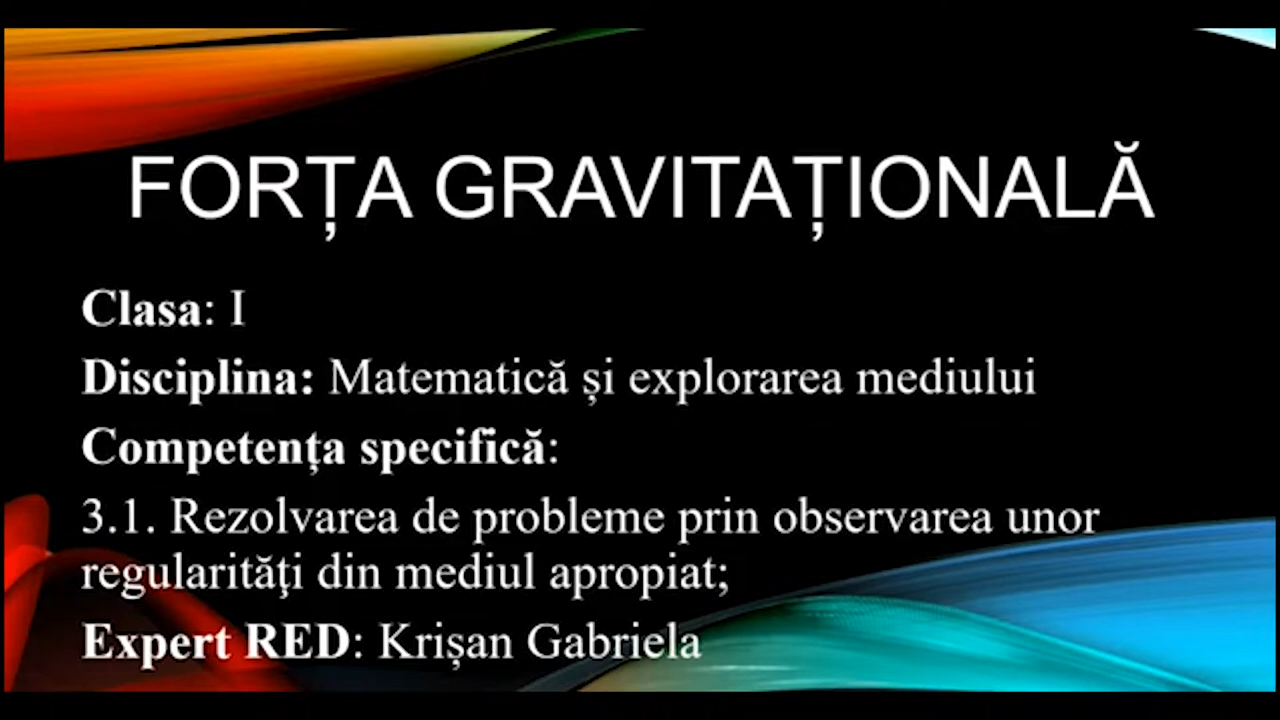 FORȚA GRAVITAȚIONALĂ
Clasa: I
Disciplina: Matematică și explorarea mediului
Competența specifică:
3.1. Rezolvarea de probleme prin observarea unor
regularităţi din mediul apropiat;
Expert RED: Krișan Gabriela